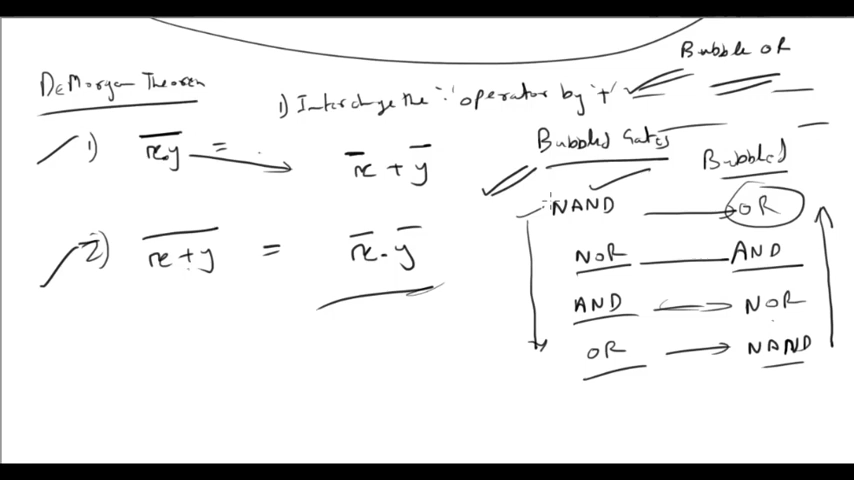 Bubble OR
DeMorgan Theorem
1) Interchange the '.' operator by '+'
1) x̅.̅y̅ = x̅ + y̅
Bubbled Gates
Bubbled
NAND → OR
2) x̅+̅y̅ = x̅ . y̅
NOR — AND
AND ↔ NOR
OR → NAND